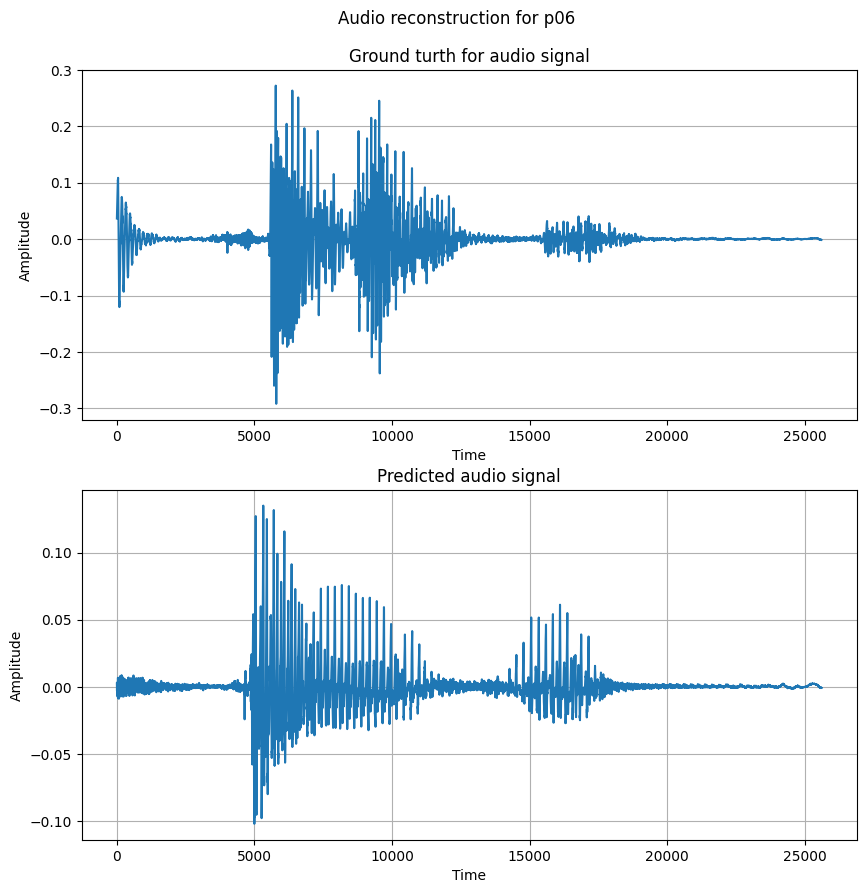 Audio reconstruction for p06
Ground turth for audio signal
0.3
0.2
0.1
0.0
−0.1
−0.2
−0.3
Amplitude
0 5000 10000 15000 20000 25000
Time
Predicted audio signal
0.10
0.05
0.00
−0.05
−0.10
Amplitude
0 5000 10000 15000 20000 25000
Time